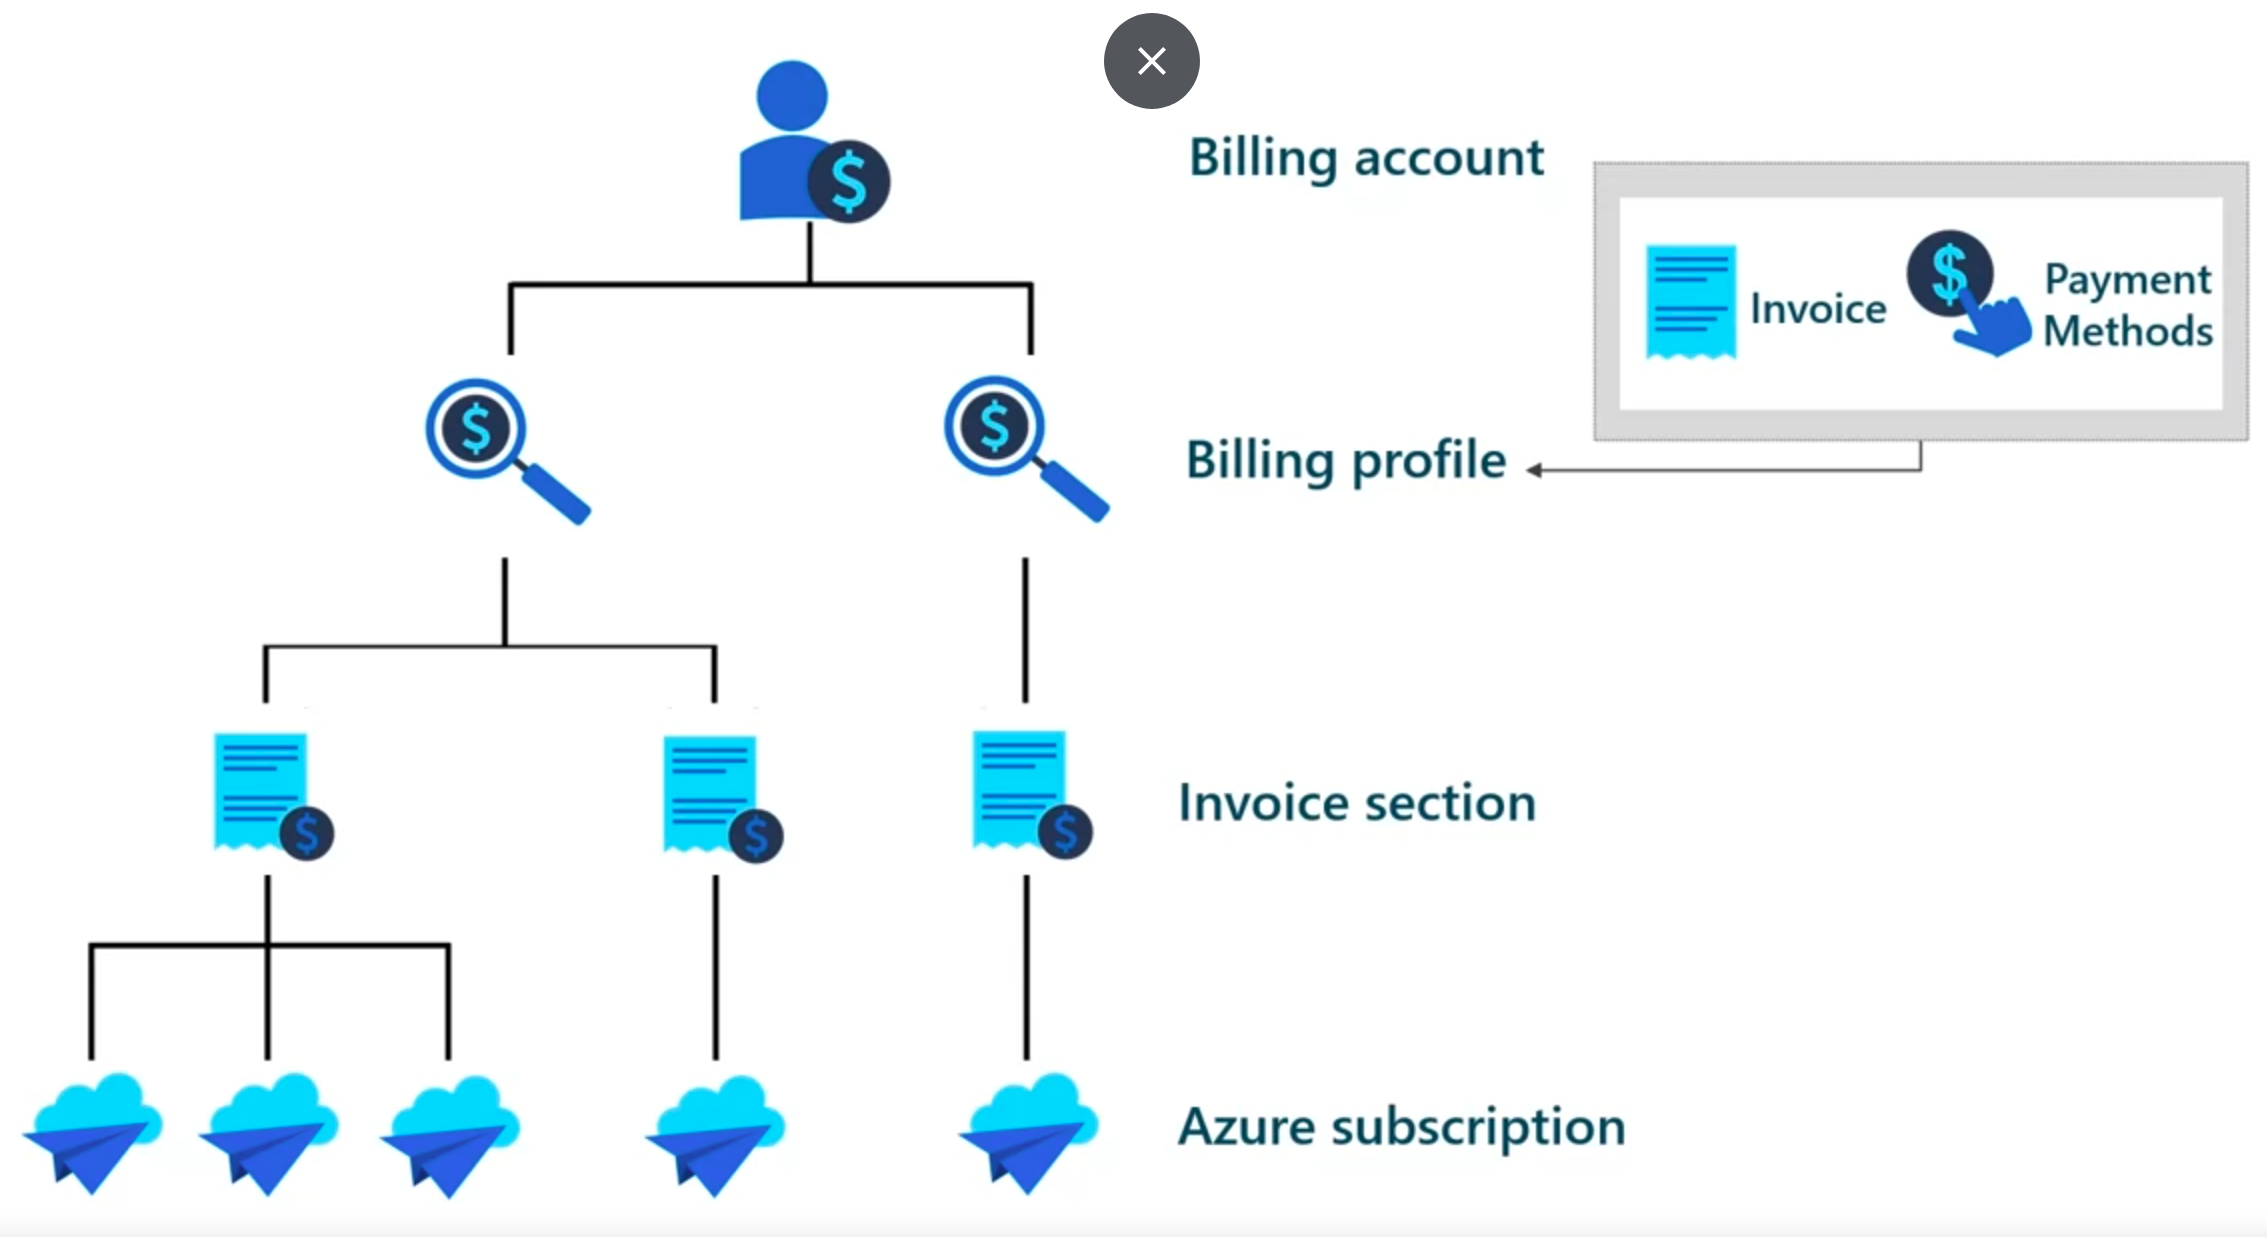 Billing account
Invoice
Payment
Methods
Billing profile
Invoice section
Azure subscription